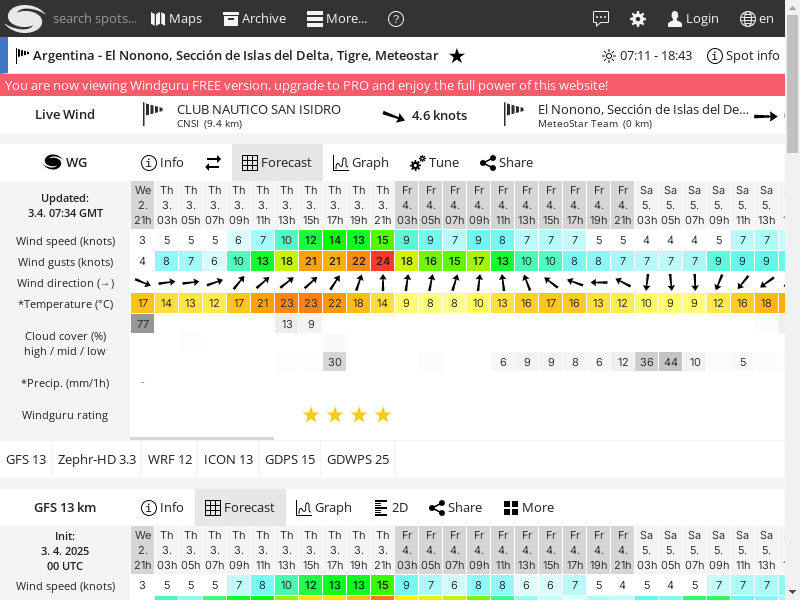 search spots... Maps Archive More... ? Login en
Argentina - El Nonono, Sección de Islas del Delta, Tigre, Meteostar 07:11 - 18:43 Spot info
You are now viewing Windguru FREE version, upgrade to PRO and enjoy the full power of this website!
Live Wind CLUB NAUTICO SAN ISIDRO 4.6 knots El Nonono, Sección de Islas del De...
CNSI (9.4 km) MeteoStar Team (0 km)
WG Info Forecast Graph Tune Share
Updated:
3.4. 07:34 GMT
We Th Th Th Th Th Th Th Th Th Th Fr Fr Fr Fr Fr Fr Fr Fr Fr Fr Sa Sa Sa Sa Sa Sa
2. 3. 3. 3. 3. 3. 3. 3. 3. 3. 3. 4. 4. 4. 4. 4. 4. 4. 4. 4. 4. 5. 5. 5. 5. 5. 5.
21h 03h 05h 07h 09h 11h 13h 15h 17h 19h 21h 03h 05h 07h 09h 11h 13h 15h 17h 19h 21h 03h 05h 07h 09h 11h 13h
Wind speed (knots) 3 5 5 5 6 7 10 12 14 13 15 9 9 7 9 8 7 7 7 5 5 4 4 4 5 7 7
Wind gusts (knots) 4 8 7 6 10 13 18 21 21 22 24 18 16 15 17 13 10 10 8 8 7 7 7 7 9 9 9
Wind direction (→)
*Temperature (°C) 17 14 13 12 17 21 23 23 22 18 14 9 8 8 10 13 16 17 16 13 12 10 9 9 12 16 18
Cloud cover (%)
high / mid / low
77 13 9
30 6 9 9 8 6 12 36 44 10 5
*Precip. (mm/1h) -
Windguru rating
GFS 13 Zephr-HD 3.3 WRF 12 ICON 13 GDPS 15 GDWPS 25
GFS 13 km Info Forecast Graph 2D Share More
Init:
3. 4. 2025
00 UTC
We Th Th Th Th Th Th Th Th Th Th Fr Fr Fr Fr Fr Fr Fr Fr Fr Fr Sa Sa Sa Sa Sa Sa
2. 3. 3. 3. 3. 3. 3. 3. 3. 3. 3. 4. 4. 4. 4. 4. 4. 4. 4. 4. 4. 5. 5. 5. 5. 5. 5.
21h 03h 05h 07h 09h 11h 13h 15h 17h 19h 21h 03h 05h 07h 09h 11h 13h 15h 17h 19h 21h 03h 05h 07h 09h 11h 13h
Wind speed (knots) 3 5 5 5 7 8 10 12 13 13 15 9 7 6 8 8 6 6 7 5 4 5 4 5 7 7 7